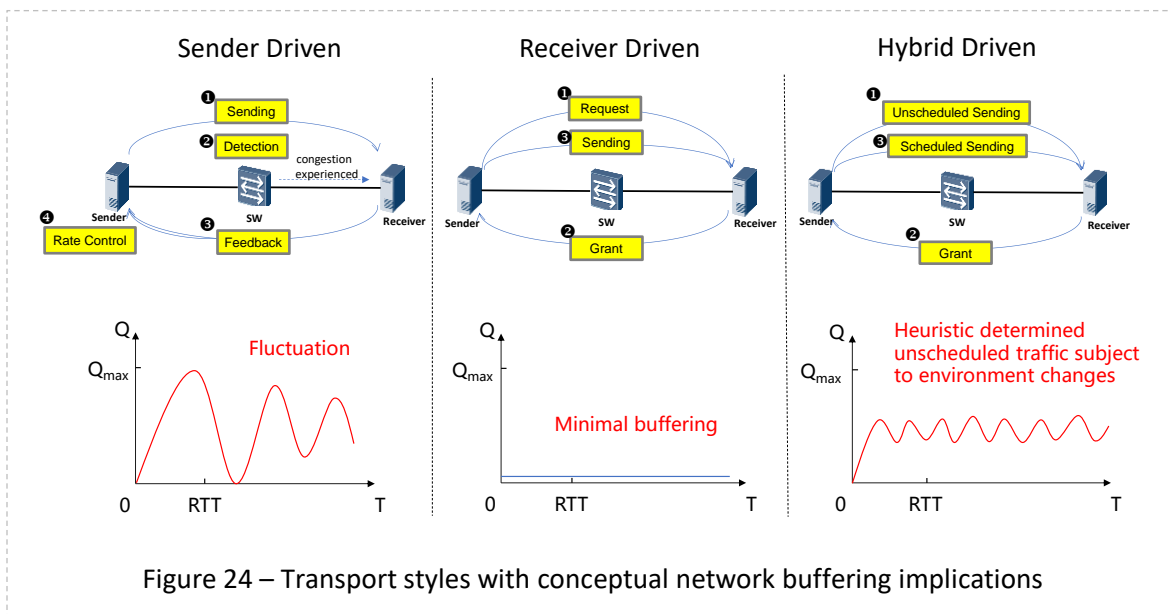 Sender Driven
❶
Sending
❷
Detection
congestion
experienced
Sender
SW
Receiver
❹
Rate Control
❸
Feedback
Q
Qmax
Fluctuation
0
RTT
T
Receiver Driven
❶
Request
❸
Sending
Sender
SW
Receiver
❷
Grant
Q
Qmax
Minimal buffering
0
RTT
T
Hybrid Driven
❶
Unscheduled Sending
❸
Scheduled Sending
Sender
SW
Receiver
❷
Grant
Q
Qmax
Heuristic determined
unscheduled traffic subject
to environment changes
0
RTT
T
Figure 24 – Transport styles with conceptual network buffering implications